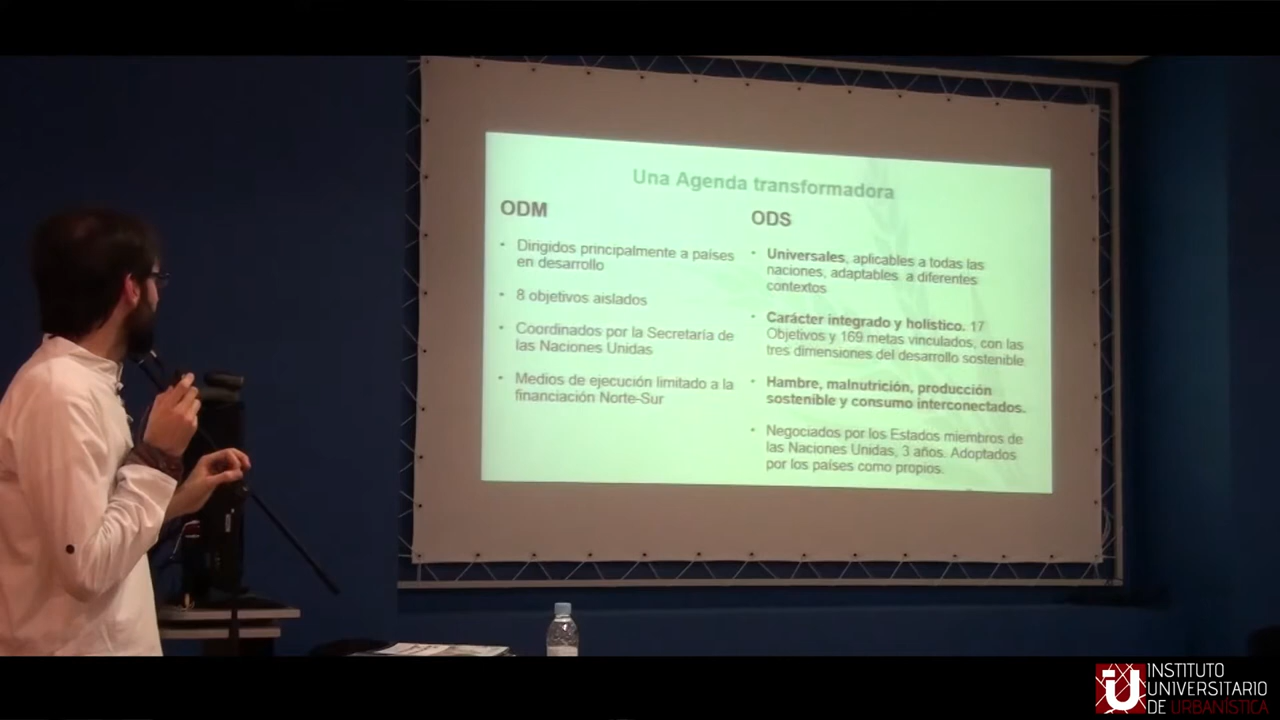 Una Agenda transformadora
ODM
• Dirigidos principalmente a países
en desarrollo
• 8 objetivos aislados
• Coordinados por la Secretaría de
las Naciones Unidas
• Medios de ejecución limitado a la
financiación Norte-Sur
ODS
• Universales, aplicables a todas las
naciones, adaptables a diferentes
contextos
• Carácter integrado y holístico. 17
Objetivos y 169 metas vinculados, con las
tres dimensiones del desarrollo sostenible.
• Hambre, malnutrición, producción
sostenible y consumo interconectados.
• Negociados por los Estados miembros de
las Naciones Unidas, 3 años. Adoptados
por los países como propios.
iU INSTITUTO
UNIVERSITARIO
DE URBANÍSTICA